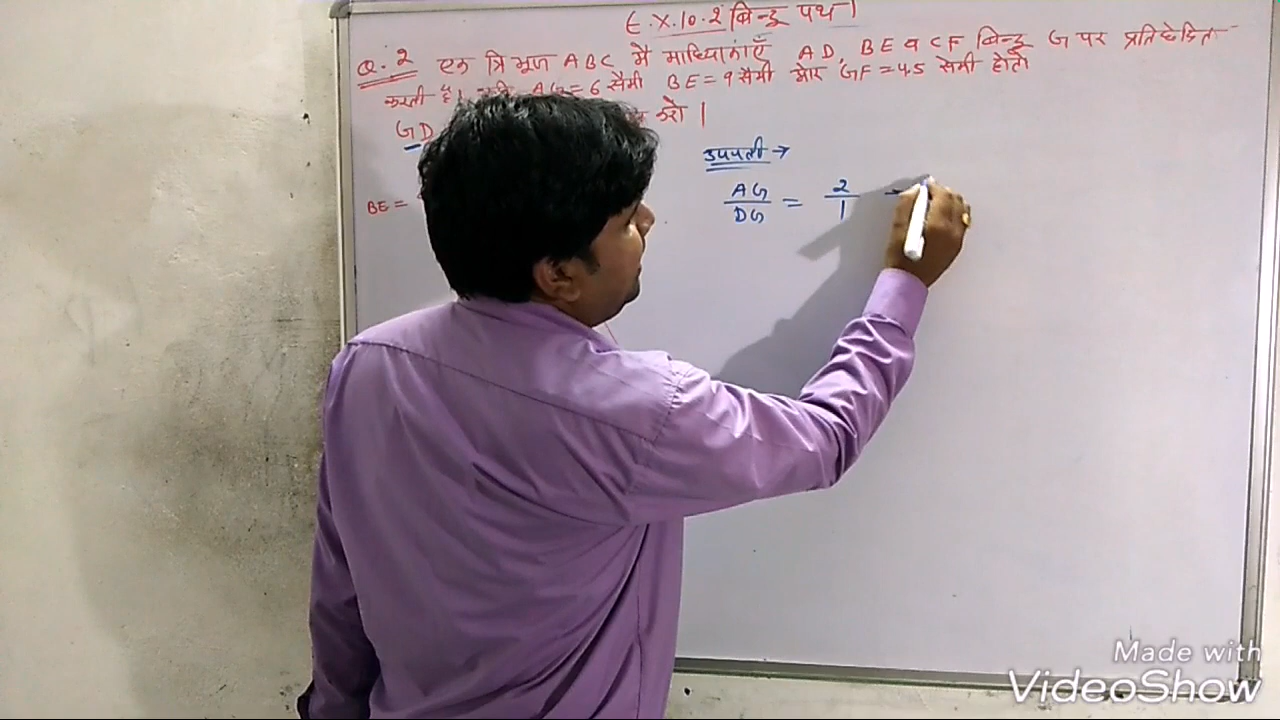 E.X.10.2 बिन्दु पथ ।
Q.2 एक त्रिभुज ABC में माध्यिकाएँ AD, BE व CF बिन्दु G पर प्रतिच्छेदित
करती है। AG = 6 सेमी BE = 9 सेमी और GF = 4.5 सेमी हो तो
GD करो ।
उपपत्ती →
AG/DG = 2/1
BE =
Made with
VideoShow